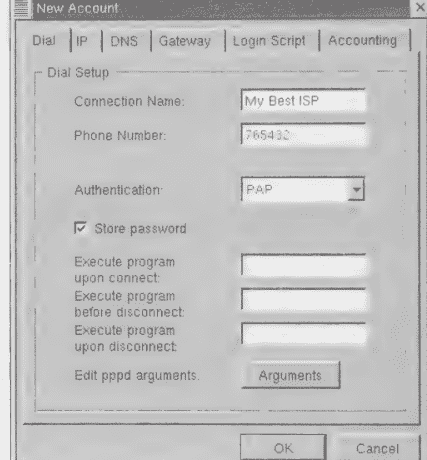 New Account
Dial IP DNS Gateway Login Script Accounting
Dial Setup
Connection Name: My Best ISP
Phone Number: 765432
Authentication: PAP
Store password
Execute program
upon connect:
Execute program
before disconnect:
Execute program
upon disconnect:
Edit pppd arguments. Arguments
OK Cancel